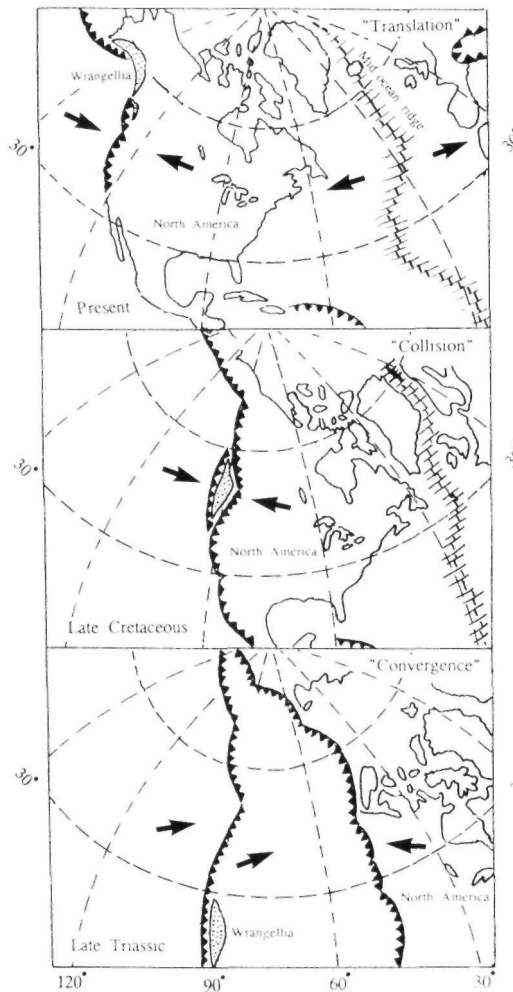 "Translation"
Wrangellia
Mid ocean ridge
30°
30°
North America
Present
"Collision"
30°
North America
Late Cretaceous
"Convergence"
30°
North America
Wrangellia
Late Triassic
120° 90° 60°